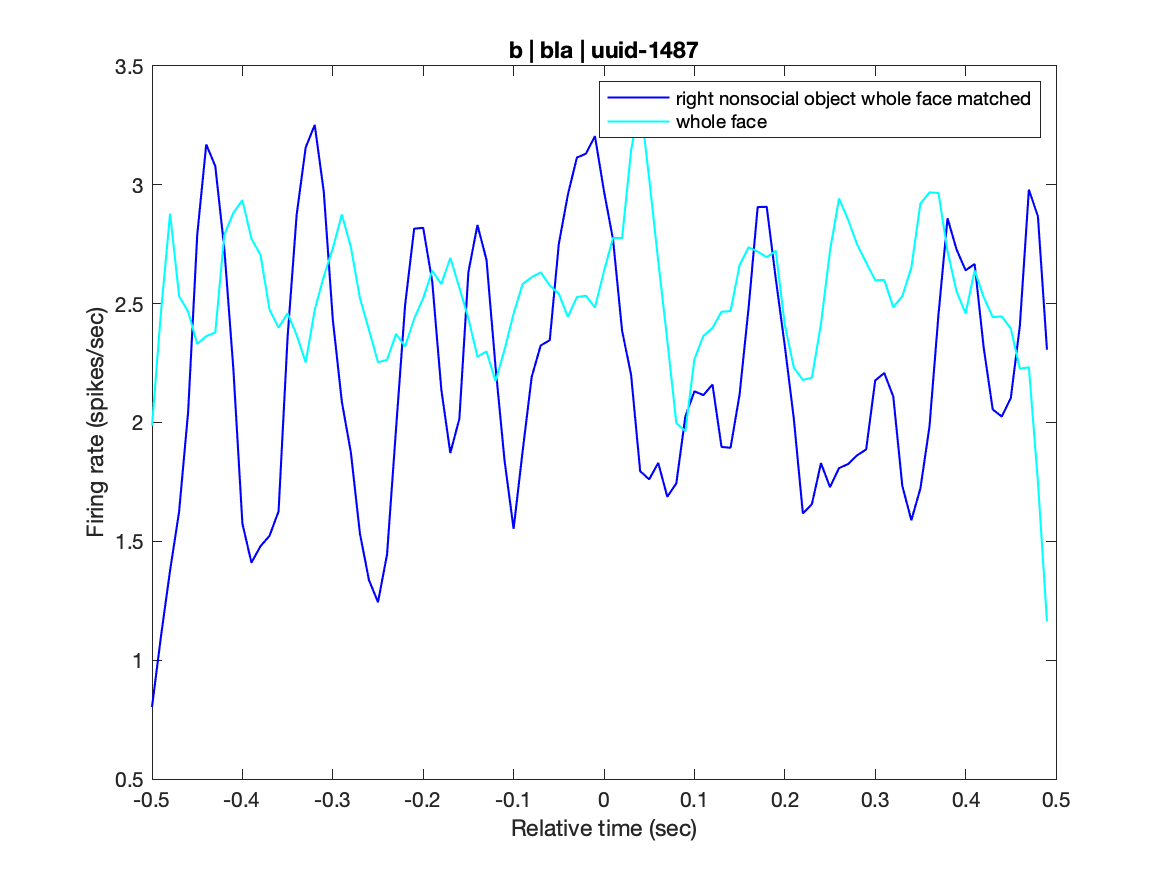 b | bla | uuid-1487
3.5
3
2.5
2
1.5
1
0.5
Firing rate (spikes/sec)
right nonsocial object whole face matched
whole face
-0.5 -0.4 -0.3 -0.2 -0.1 0 0.1 0.2 0.3 0.4 0.5
Relative time (sec)